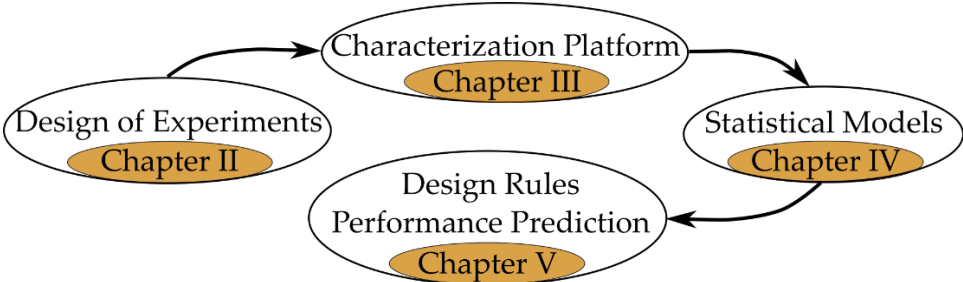 Characterization Platform
Chapter III
Design of Experiments
Chapter II
Statistical Models
Chapter IV
Design Rules
Performance Prediction
Chapter V